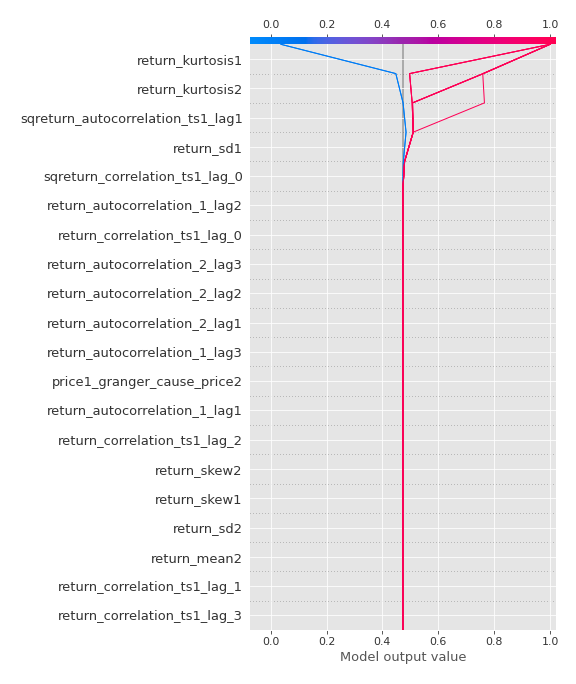 0.0 0.2 0.4 0.6 0.8 1.0
return_kurtosis1
return_kurtosis2
sqreturn_autocorrelation_ts1_lag1
return_sd1
sqreturn_correlation_ts1_lag_0
return_autocorrelation_1_lag2
return_correlation_ts1_lag_0
return_autocorrelation_2_lag3
return_autocorrelation_2_lag2
return_autocorrelation_2_lag1
return_autocorrelation_1_lag3
price1_granger_cause_price2
return_autocorrelation_1_lag1
return_correlation_ts1_lag_2
return_skew2
return_skew1
return_sd2
return_mean2
return_correlation_ts1_lag_1
return_correlation_ts1_lag_3
0.0 0.2 0.4 0.6 0.8 1.0
Model output value